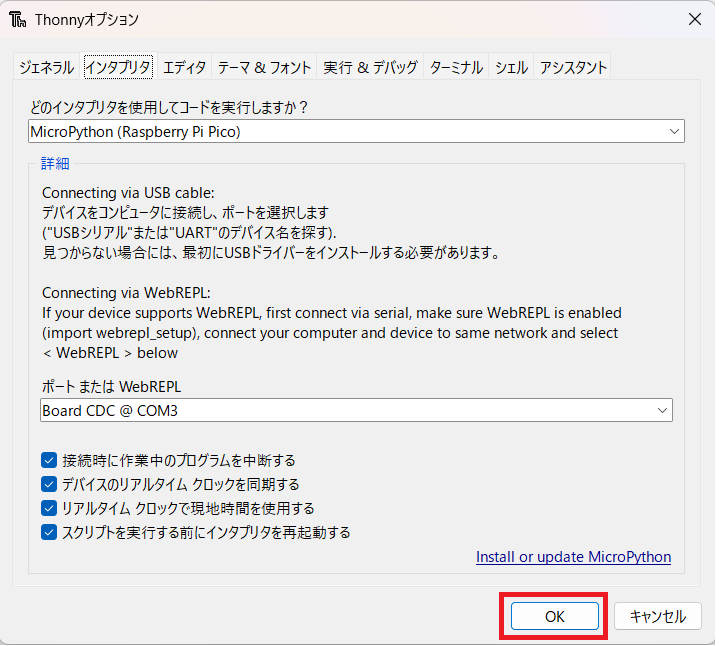 Thonnyオプション
ジェネラル インタプリタ エディタ テーマ & フォント 実行 & デバッグ ターミナル シェル アシスタント
どのインタプリタを使用してコードを実行しますか？
MicroPython (Raspberry Pi Pico)
詳細
Connecting via USB cable:
デバイスをコンピュータに接続し、ポートを選択します
("USBシリアル"または"UART"のデバイス名を探す).
見つからない場合には、最初にUSBドライバーをインストールする必要があります。
Connecting via WebREPL:
If your device supports WebREPL, first connect via serial, make sure WebREPL is enabled
(import webrepl_setup), connect your computer and device to same network and select
< WebREPL > below
ポート または WebREPL
Board CDC @ COM3
接続時に作業中のプログラムを中断する
デバイスのリアルタイム クロックを同期する
リアルタイム クロックで現地時間を使用する
スクリプトを実行する前にインタプリタを再起動する
Install or update MicroPython
OK キャンセル